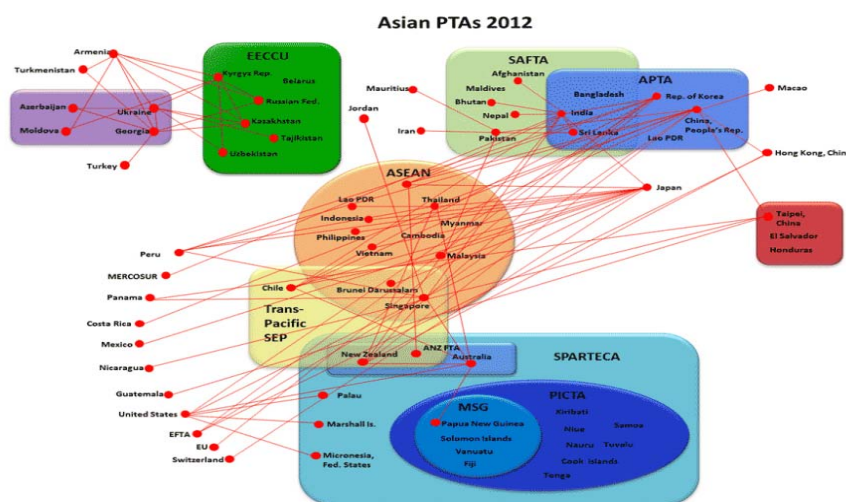 Asian PTAs 2012
Armenia
Turkmenistan
Azerbaijan
Moldova
Ukraine
Georgia
Turkey
EECCU
Kyrgys Rep.
Belarus
Russian Fed.
Kazakhstan
Tajikistan
Uzbekistan
Mauritius
Jordan
Iran
SAFTA
Afghanistan
Maldives
Bhutan
Nepal
Pakistan
APTA
Bangladesh
India
Sri Lanka
Rep. of Korea
China,
People's Rep.
Lao PDR
Macao
Hong Kong, Chin
Japan
Taipei,
China
El Salvador
Honduras
ASEAN
Lao PDR
Thailand
Indonesia
Myanmar
Philippines
Cambodia
Vietnam
Malaysia
Brunei Darussalam
Singapore
Chile
Trans-
Pacific
SEP
Peru
MERCOSUR
Panama
Costa Rica
Mexico
Nicaragua
Guatemala
United States
EFTA
EU
Switzerland
New Zealand
ANZ FTA
Australia
SPARTECA
Palau
Marshall Is.
Micronesia,
Fed. States
PICTA
MSG
Papua New Guinea
Solomon Islands
Vanuatu
Fiji
Kiribati
Niue
Samoa
Nauru
Tuvalu
Cook Islands
Tonga